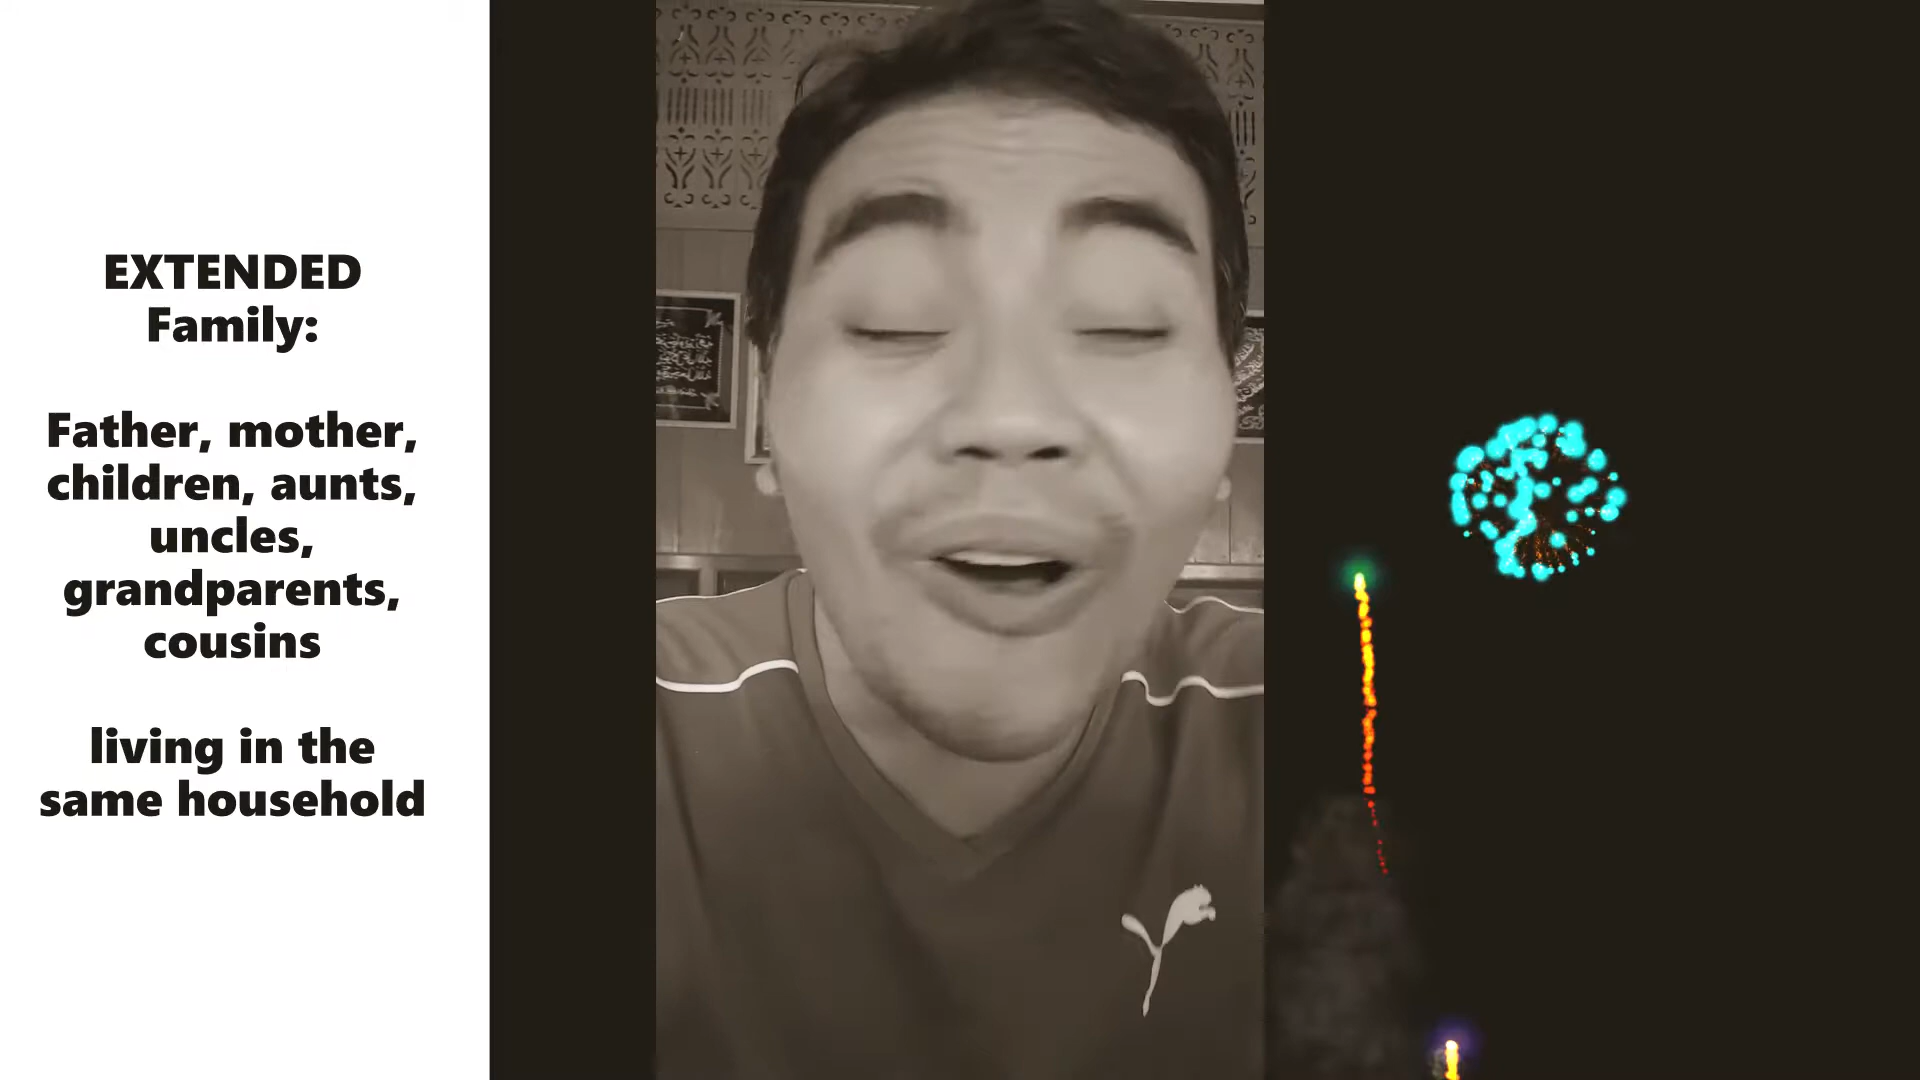 EXTENDED
Family:
Father, mother,
children, aunts,
uncles,
grandparents,
cousins
living in the
same household